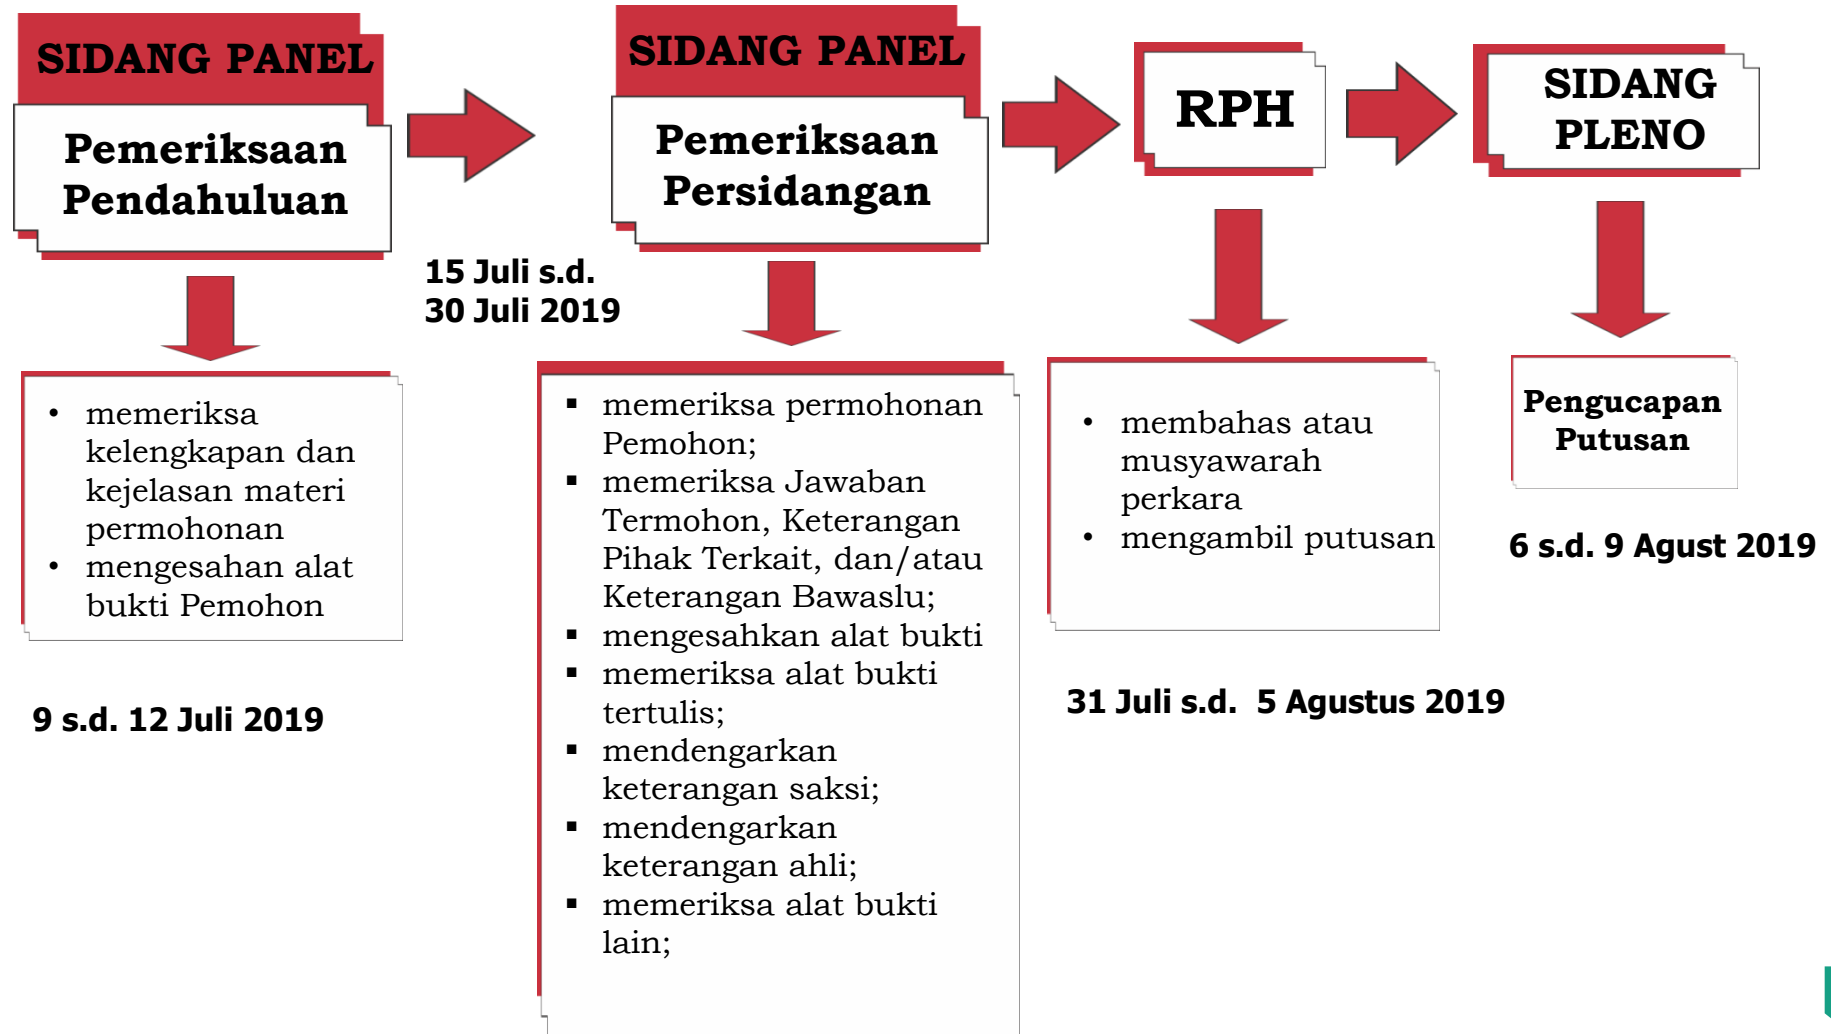 SIDANG PANEL
Pemeriksaan
Pendahuluan
• memeriksa
kelengkapan dan
kejelasan materi
permohonan
• mengesahan alat
bukti Pemohon
9 s.d. 12 Juli 2019
SIDANG PANEL
Pemeriksaan
Persidangan
15 Juli s.d.
30 Juli 2019
▪ memeriksa permohonan
Pemohon;
▪ memeriksa Jawaban
Termohon, Keterangan
Pihak Terkait, dan/atau
Keterangan Bawaslu;
▪ mengesahkan alat bukti
▪ memeriksa alat bukti
tertulis;
▪ mendengarkan
keterangan saksi;
▪ mendengarkan
keterangan ahli;
▪ memeriksa alat bukti
lain;
RPH
• membahas atau
musyawarah
perkara
• mengambil putusan
31 Juli s.d.  5 Agustus 2019
SIDANG
PLENO
Pengucapan
Putusan
6 s.d. 9 Agust 2019